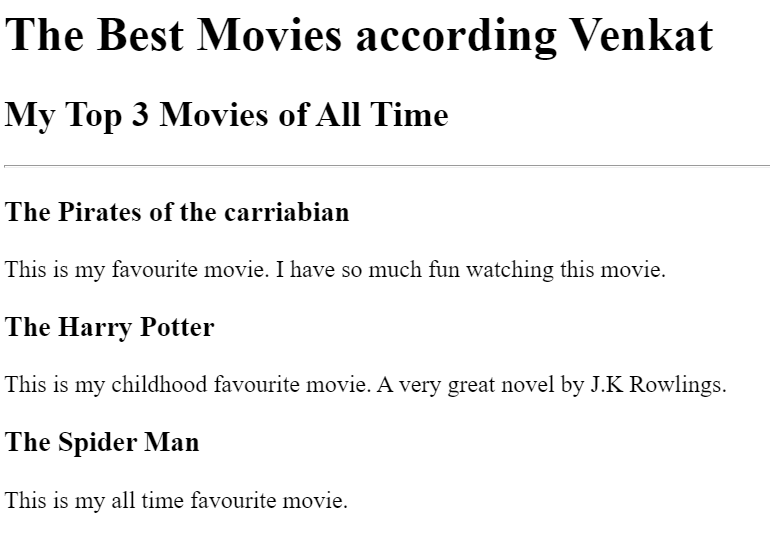 The Best Movies according Venkat
My Top 3 Movies of All Time
The Pirates of the carriabian
This is my favourite movie. I have so much fun watching this movie.
The Harry Potter
This is my childhood favourite movie. A very great novel by J.K Rowlings.
The Spider Man
This is my all time favourite movie.